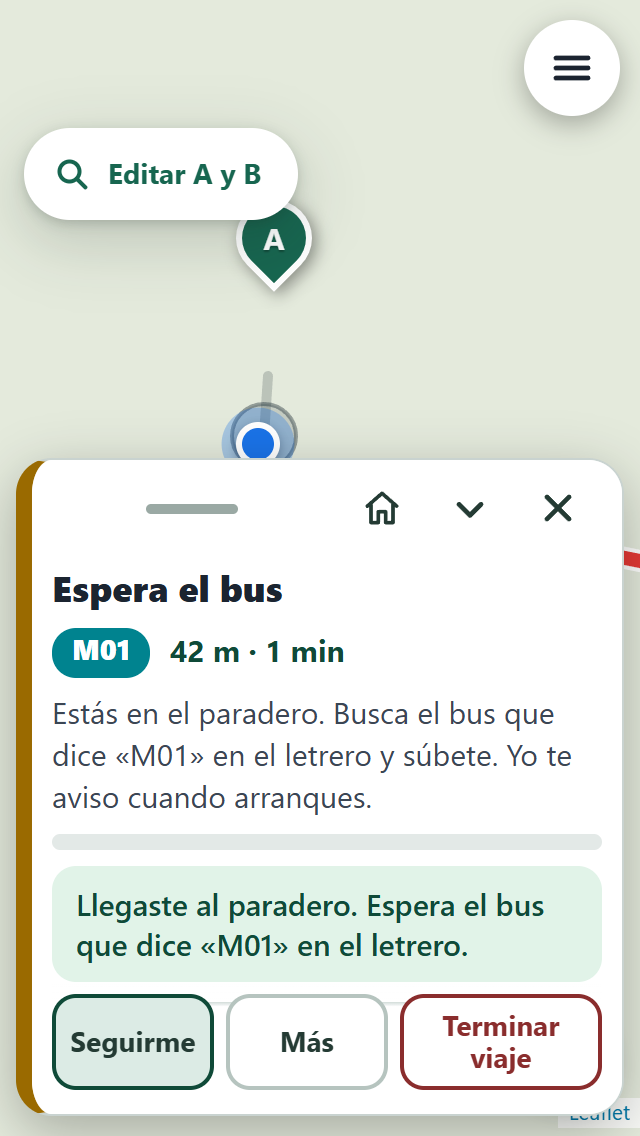 Editar A y B
A
Espera el bus
M01 42 m · 1 min
Estás en el paradero. Busca el bus que
dice «M01» en el letrero y súbete. Yo te
aviso cuando arranques.
Llegaste al paradero. Espera el bus
que dice «M01» en el letrero.
Seguirme
Más
Terminar
viaje
Leaflet